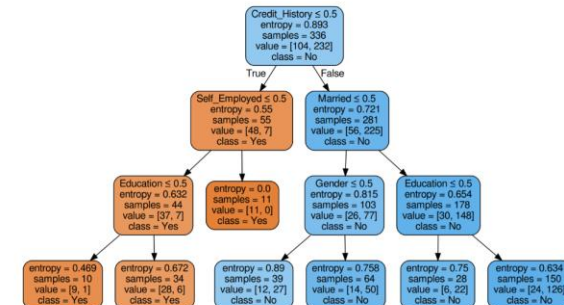 Credit_History ≤ 0.5
entropy = 0.893
samples = 336
value = [104, 232]
class = No
True
False
Self_Employed ≤ 0.5
entropy = 0.55
samples = 55
value = [48, 7]
class = Yes
Married ≤ 0.5
entropy = 0.721
samples = 281
value = [56, 225]
class = No
Education ≤ 0.5
entropy = 0.632
samples = 44
value = [37, 7]
class = Yes
entropy = 0.0
samples = 11
value = [11, 0]
class = Yes
Gender ≤ 0.5
entropy = 0.815
samples = 103
value = [26, 77]
class = No
Education ≤ 0.5
entropy = 0.654
samples = 178
value = [30, 148]
class = No
entropy = 0.469
samples = 10
value = [9, 1]
class = Yes
entropy = 0.672
samples = 34
value = [28, 6]
class = Yes
entropy = 0.89
samples = 39
value = [12, 27]
class = No
entropy = 0.758
samples = 64
value = [14, 50]
class = No
entropy = 0.75
samples = 28
value = [6, 22]
class = No
entropy = 0.634
samples = 150
value = [24, 126]
class = No